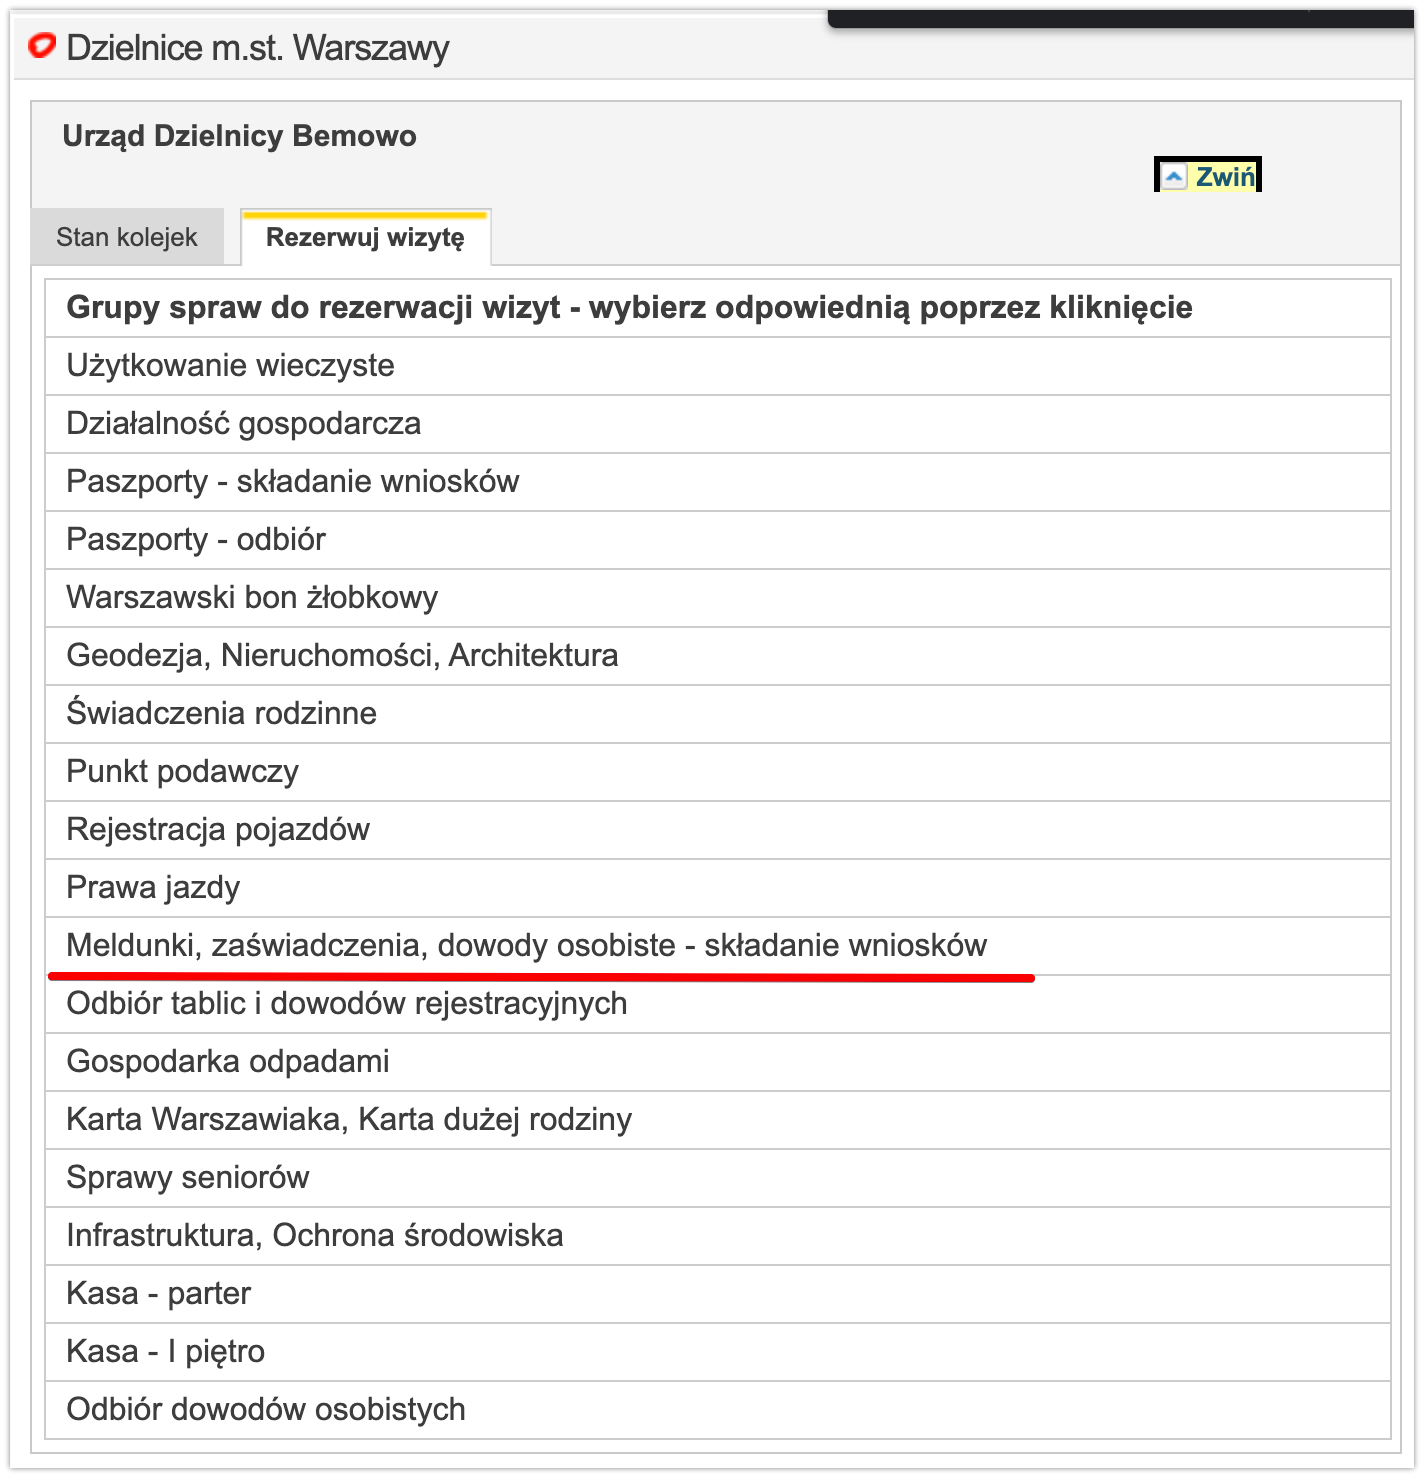 Dzielnice m.st. Warszawy
Urząd Dzielnicy Bemowo
Zwiń
Stan kolejek
Rezerwuj wizytę
Grupy spraw do rezerwacji wizyt - wybierz odpowiednią poprzez kliknięcie
Użytkowanie wieczyste
Działalność gospodarcza
Paszporty - składanie wniosków
Paszporty - odbiór
Warszawski bon żłobkowy
Geodezja, Nieruchomości, Architektura
Świadczenia rodzinne
Punkt podawczy
Rejestracja pojazdów
Prawa jazdy
Meldunki, zaświadczenia, dowody osobiste - składanie wniosków
Odbiór tablic i dowodów rejestracyjnych
Gospodarka odpadami
Karta Warszawiaka, Karta dużej rodziny
Sprawy seniorów
Infrastruktura, Ochrona środowiska
Kasa - parter
Kasa - I piętro
Odbiór dowodów osobistych